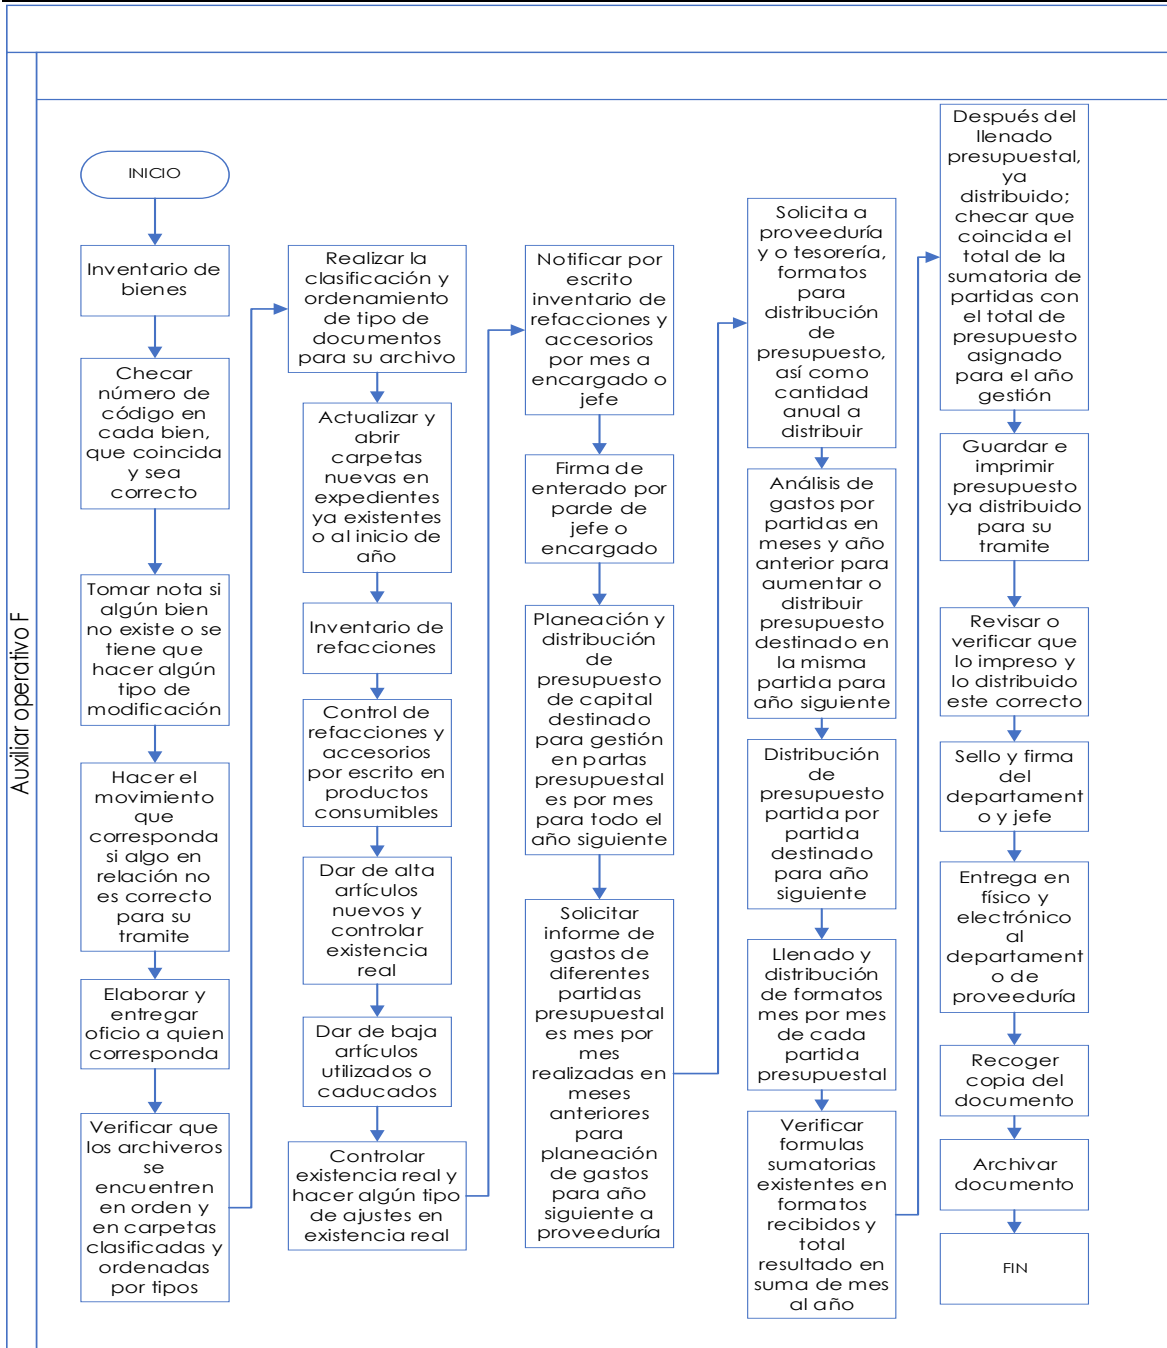 Auxiliar operativo F
INICIO
Inventario de
bienes
Checar
número de
código en
cada bien,
que coincida
y sea
correcto
Tomar nota si
algún bien
no existe o se
tiene que
hacer algún
tipo de
modificación
Hacer el
movimiento
que
corresponda
si algo en
relación no
es correcto
para su
tramite
Elaborar y
entregar
oficio a quien
corresponda
Verificar que
los archiveros
se
encuentren
en orden y
en carpetas
clasificadas y
ordenadas
por tipos
Realizar la
clasificación y
ordenamiento
de tipo de
documentos
para su archivo
Actualizar y
abrir
carpetas
nuevas en
expedientes
ya existentes
o al inicio de
año
Inventario de
refacciones
Control de
refacciones y
accesorios
por escrito en
productos
consumibles
Dar de alta
artículos
nuevos y
controlar
existencia
real
Dar de baja
artículos
utilizados o
caducados
Controlar
existencia real y
hacer algún tipo
de ajustes en
existencia real
Notificar por
escrito
inventario de
refacciones y
accesorios
por mes a
encargado o
jefe
Firma de
enterado por
parde de
jefe o
encargado
Planeación y
distribución
de
presupuesto
de capital
destinado
para gestión
en partas
presupuestal
es por mes
para todo el
año siguiente
Solicitar
informe de
gastos de
diferentes
partidas
presupuestal
es mes por
mes
realizadas en
meses
anteriores
para
planeación
de gastos
para año
siguiente a
proveeduría
Solicita a
proveeduría
y o tesorería,
formatos
para
distribución
de
presupuesto,
así como
cantidad
anual a
distribuir
Análisis de
gastos por
partidas en
meses y año
anterior para
aumentar o
distribuir
presupuesto
destinado en
la misma
partida para
año siguiente
Distribución
de
presupuesto
partida por
partida
destinado
para año
siguiente
Llenado y
distribución
de formatos
mes por mes
de cada
partida
presupuestal
Verificar
formulas
sumatorias
existentes en
formatos
recibidos y
total
resultado en
suma de mes
al año
Después del
llenado
presupuestal,
ya
distribuido;
checar que
coincida el
total de la
sumatoria de
partidas con
el total de
presupuesto
asignado
para el año
gestión
Guardar e
imprimir
presupuesto
ya distribuido
para su
tramite
Revisar o
verificar que
lo impreso y
lo distribuido
este correcto
Sello y firma
del
departament
o y jefe
Entrega en
físico y
electrónico
al
departament
o de
proveeduría
Recoger
copia del
documento
Archivar
documento
FIN